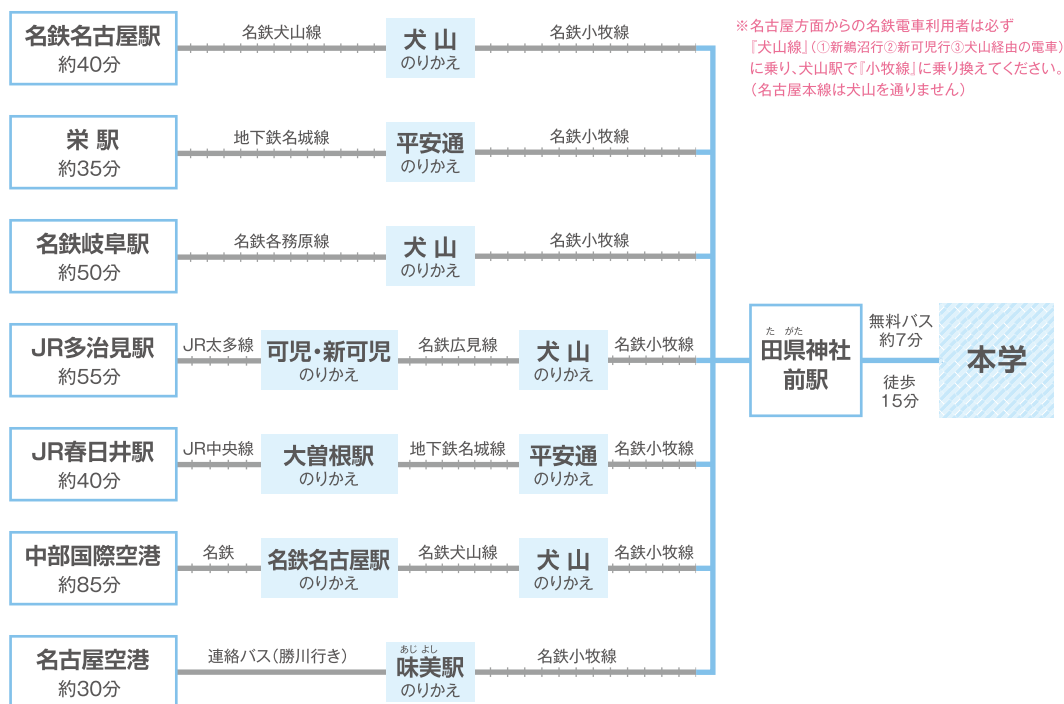 名鉄名古屋駅
約40分
名鉄犬山線
犬山
のりかえ
名鉄小牧線
※名古屋方面からの名鉄電車利用者は必ず
『犬山線』(①新鵜沼行②新可児行③犬山経由の電車)
に乗り、犬山駅で『小牧線』に乗り換えてください。
(名古屋本線は犬山を通りません)
栄駅
約35分
地下鉄名城線
平安通
のりかえ
名鉄小牧線
名鉄岐阜駅
約50分
名鉄各務原線
犬山
のりかえ
名鉄小牧線
JR多治見駅
約55分
JR太多線
可児・新可児
のりかえ
名鉄広見線
犬山
のりかえ
名鉄小牧線
JR春日井駅
約40分
JR中央線
大曽根駅
のりかえ
地下鉄名城線
平安通
のりかえ
名鉄小牧線
中部国際空港
約85分
名鉄
名鉄名古屋駅
のりかえ
名鉄犬山線
犬山
のりかえ
名鉄小牧線
名古屋空港
約30分
連絡バス(勝川行き)
あじ よし
味美駅
のりかえ
名鉄小牧線
た がた
田県神社
前駅
無料バス
約7分
徒歩
15分
本学